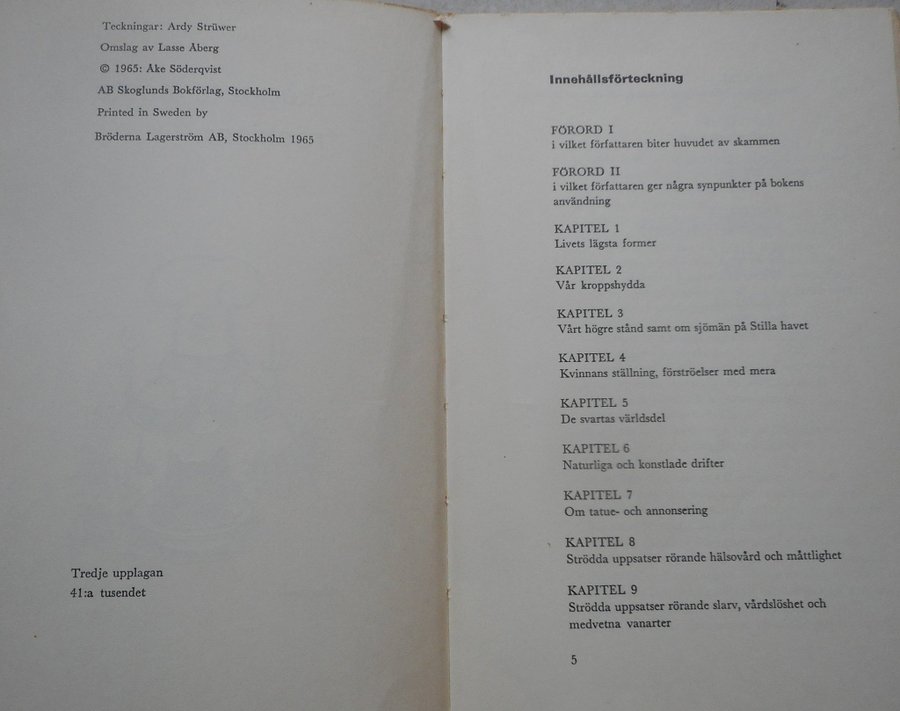 Teckningar: Ardy Strüwer
Omslag av Lasse Åberg
© 1965: Åke Söderqvist
AB Skoglunds Bokförlag, Stockholm
Printed in Sweden by
Bröderna Lagerström AB, Stockholm 1965
Tredje upplagan
41:a tusendet
Innehållsförteckning
FÖRORD I
i vilket författaren biter huvudet av skammen
FÖRORD II
i vilket författaren ger några synpunkter på bokens
användning
KAPITEL 1
Livets lägsta former
KAPITEL 2
Vår kroppshydda
KAPITEL 3
Vårt högre stånd samt om sjömän på Stilla havet
KAPITEL 4
Kvinnans ställning, förströelser med mera
KAPITEL 5
De svartas världsdel
KAPITEL 6
Naturliga och konstlade drifter
KAPITEL 7
Om tatue- och annonsering
KAPITEL 8
Strödda uppsatser rörande hälsovård och måttlighet
KAPITEL 9
Strödda uppsatser rörande slarv, vårdslöshet och
medvetna vanarter
5